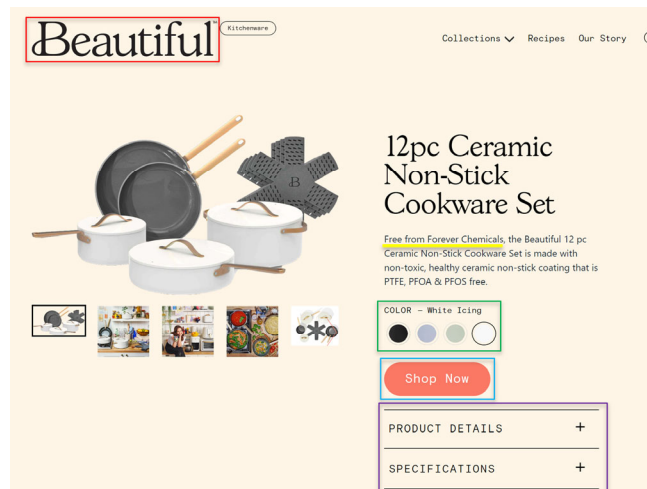 Beautiful™
Kitchenware
Collections Recipes Our Story
B
12pc Ceramic
Non-Stick
Cookware Set
Free from Forever Chemicals, the Beautiful 12 pc
Ceramic Non-Stick Cookware Set is made with
non-toxic, healthy ceramic non-stick coating that is
PTFE, PFOA & PFOS free.
COLOR – White Icing
Shop Now
PRODUCT DETAILS +
SPECIFICATIONS +